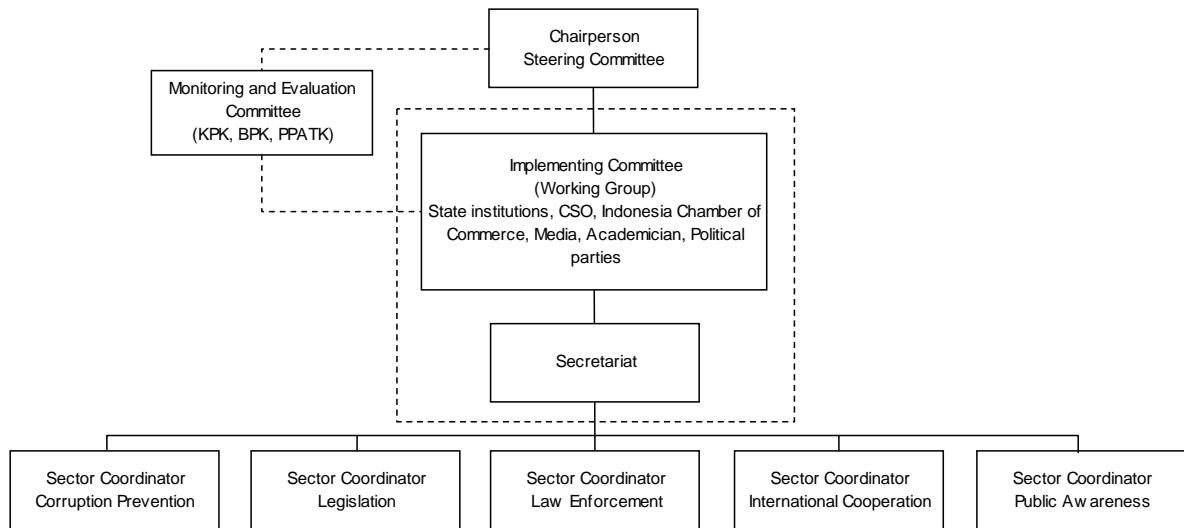 Chairperson
Steering Committee
Monitoring and Evaluation
Committee
(KPK, BPK, PPATK)
Implementing Committee
(Working Group)
State institutions, CSO, Indonesia Chamber of
Commerce, Media, Academician, Political
parties
Secretariat
Sector Coordinator
Corruption Prevention
Sector Coordinator
Legislation
Sector Coordinator
Law Enforcement
Sector Coordinator
International Cooperation
Sector Coordinator
Public Awareness